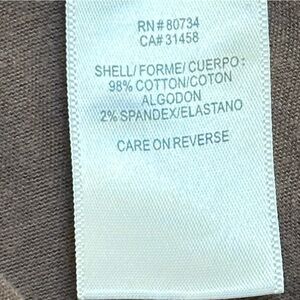 RN # 80734
CA# 31458
SHELL/ FORME/ CUERPO :
98% COTTON/COTON
ALGODON
2% SPANDEX/ELASTANO
CARE ON REVERSE